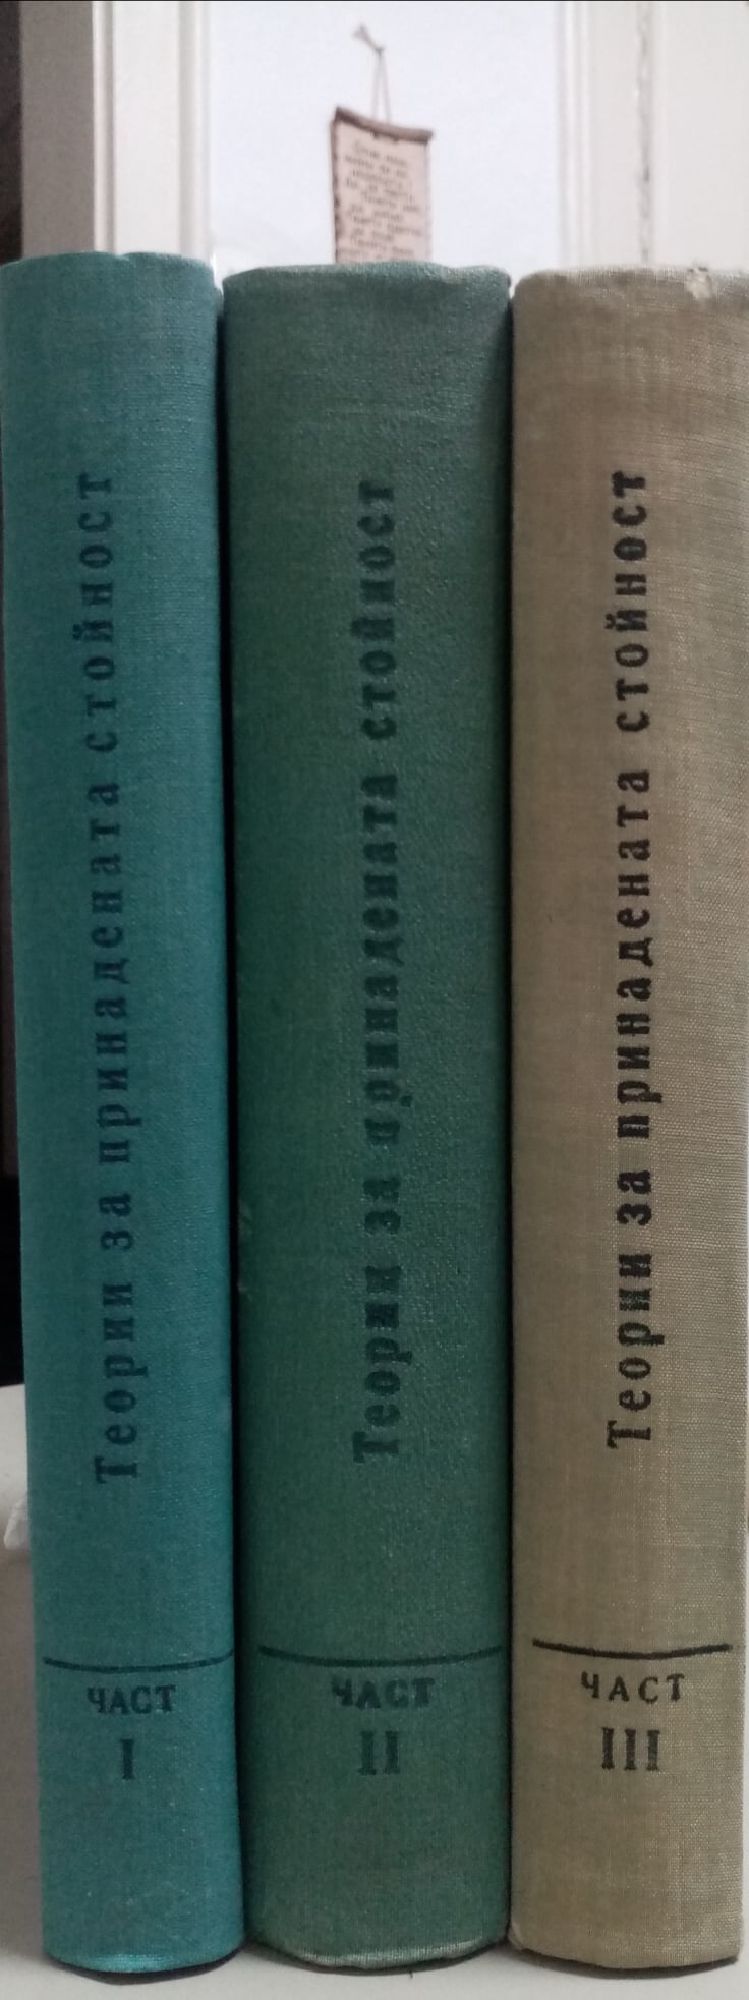 Теории за принадената стойност
ЧАСТ
I
Теории за принадената стойност
ЧАСТ
II
Теории за принадената стойност
ЧАСТ
III